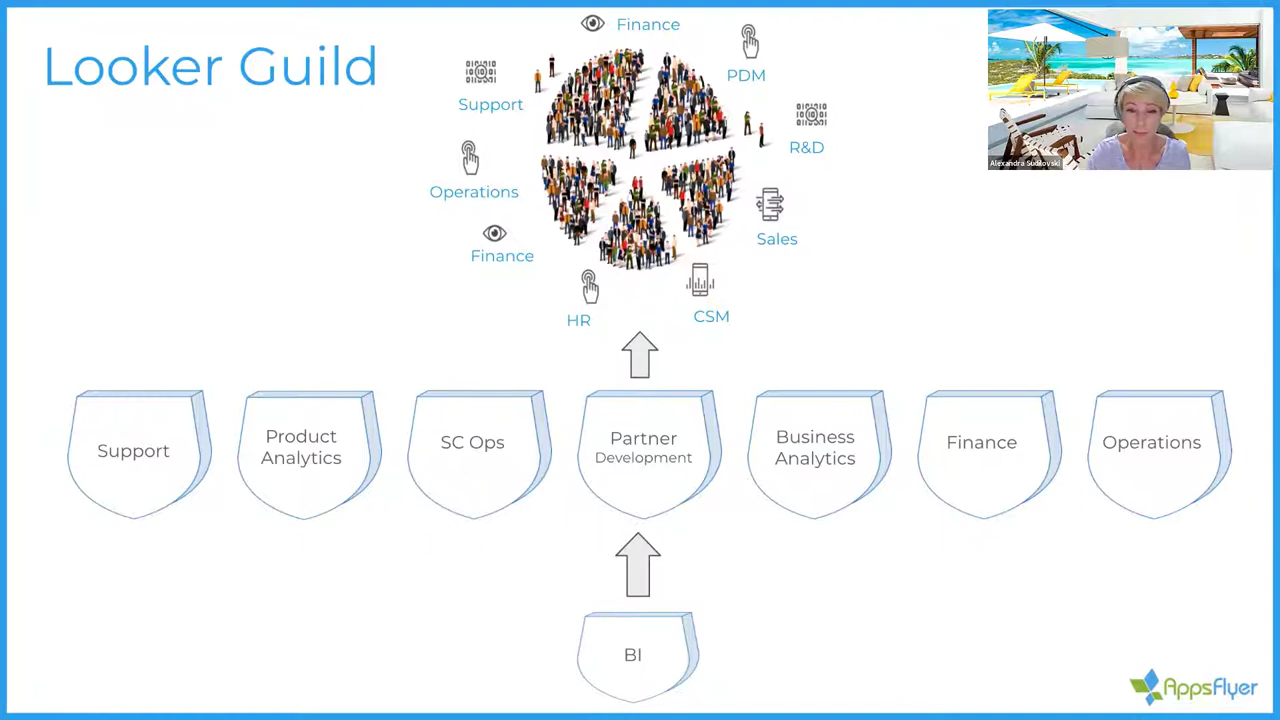 Looker Guild
Finance
PDM
Support
R&D
Operations
Sales
Finance
HR
CSM
Alexandra Sudilovski
Support
Product
Analytics
SC Ops
Partner
Development
Business
Analytics
Finance
Operations
BI
AppsFlyer